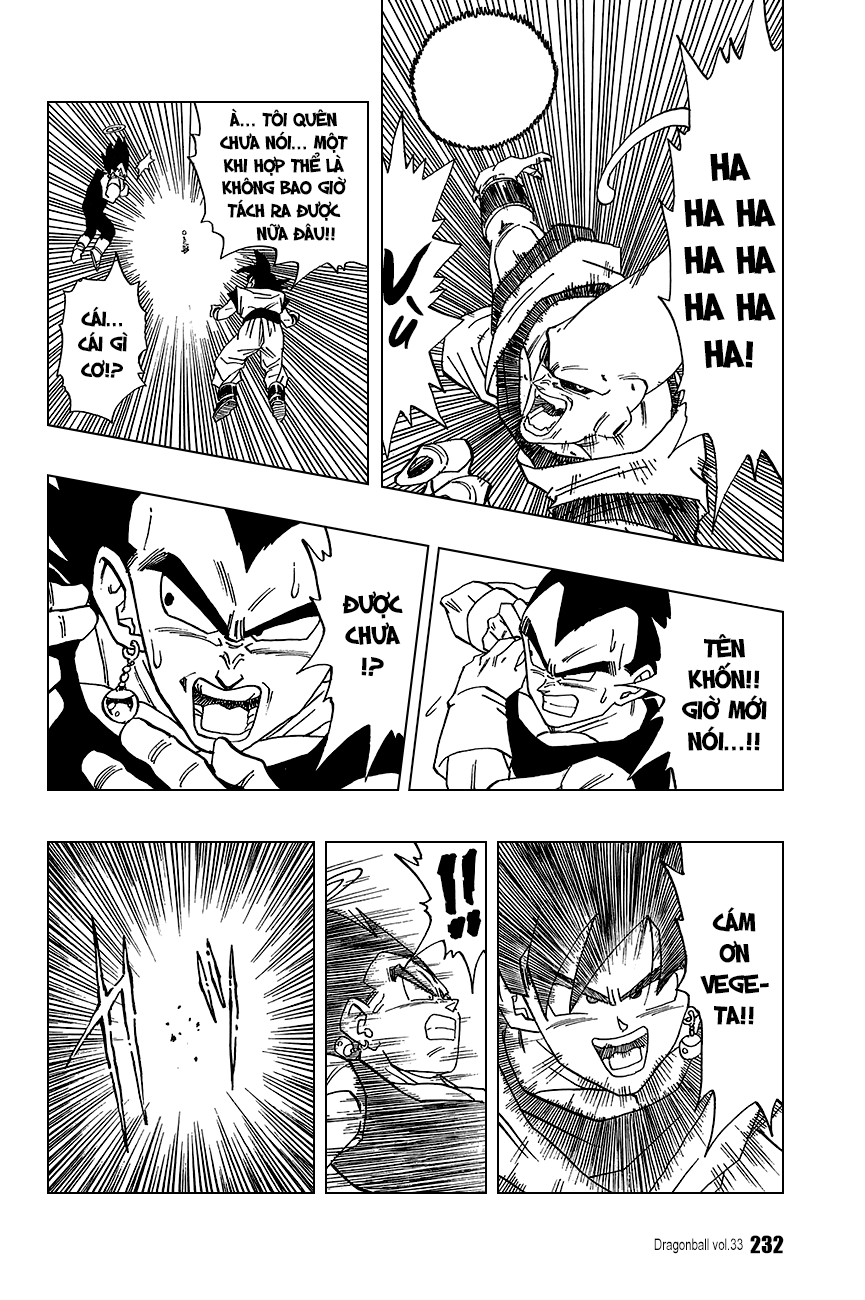 HA
HA HA
HA HA
HA HA
HA!
Vù
À... TÔI QUÊN
CHƯA NÓI... MỘT
KHI HỢP THỂ LÀ
KHÔNG BAO GIỜ
TÁCH RA ĐƯỢC
NỮA ĐÂU!!
CÁI...
CÁI GÌ
CƠ!?
TÊN
KHỐN!!
GIỜ MỚI
NÓI...!!
ĐƯỢC
CHƯA
!?
CÁM
ƠN
VEGE-
TA!!
!!
Dragonball vol.33 232